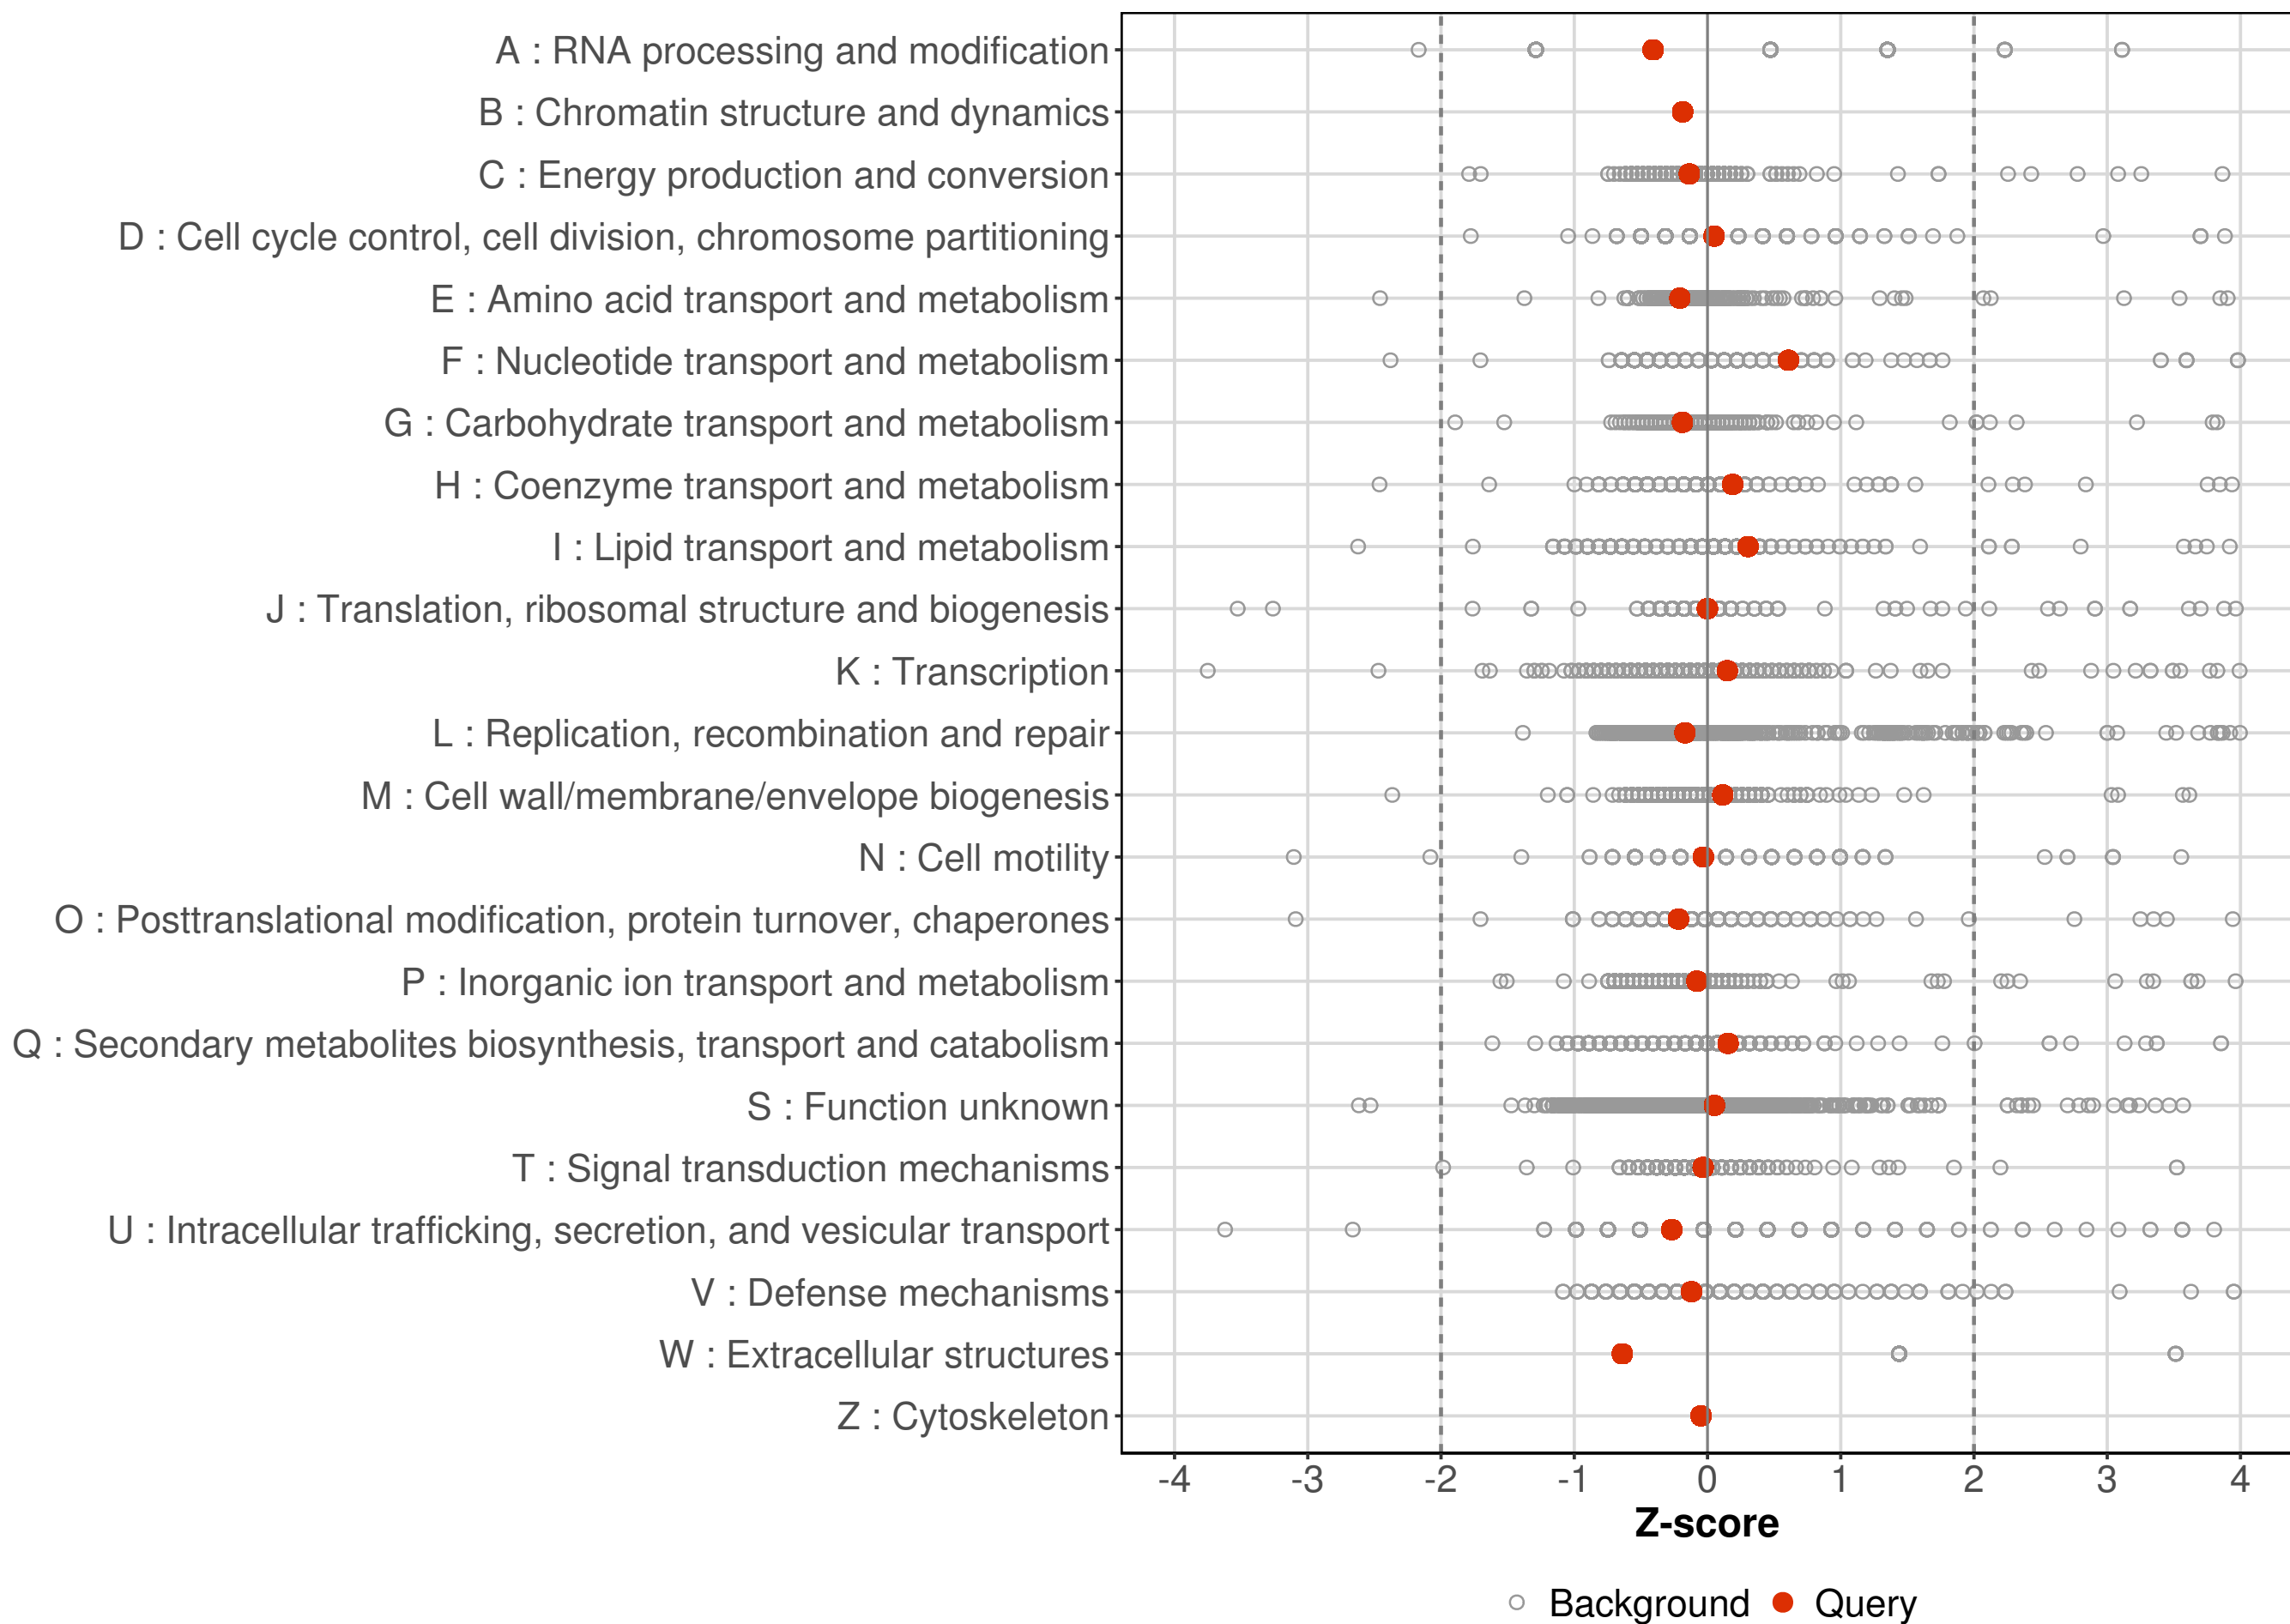 A : RNA processing and modification
B : Chromatin structure and dynamics
C : Energy production and conversion
D : Cell cycle control, cell division, chromosome partitioning
E : Amino acid transport and metabolism
F : Nucleotide transport and metabolism
G : Carbohydrate transport and metabolism
H : Coenzyme transport and metabolism
I : Lipid transport and metabolism
J : Translation, ribosomal structure and biogenesis
K : Transcription
L : Replication, recombination and repair
M : Cell wall/membrane/envelope biogenesis
N : Cell motility
O : Posttranslational modification, protein turnover, chaperones
P : Inorganic ion transport and metabolism
Q : Secondary metabolites biosynthesis, transport and catabolism
S : Function unknown
T : Signal transduction mechanisms
U : Intracellular trafficking, secretion, and vesicular transport
V : Defense mechanisms
W : Extracellular structures
Z : Cytoskeleton
-4 -3 -2 -1 0 1 2 3 4
Z-score
Background Query